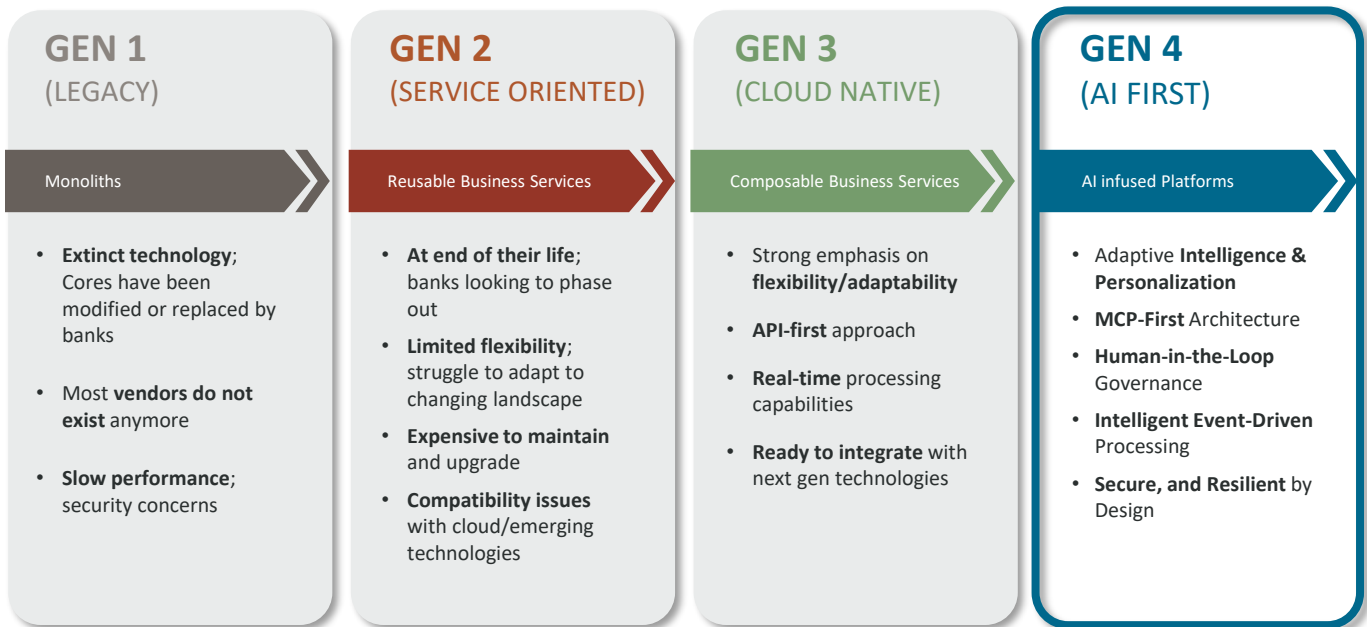 GEN 1
(LEGACY)
Monoliths
• Extinct technology;
Cores have been
modified or replaced by
banks
• Most vendors do not
exist anymore
• Slow performance;
security concerns
GEN 2
(SERVICE ORIENTED)
Reusable Business Services
• At end of their life;
banks looking to phase
out
• Limited flexibility;
struggle to adapt to
changing landscape
• Expensive to maintain
and upgrade
• Compatibility issues
with cloud/emerging
technologies
GEN 3
(CLOUD NATIVE)
Composable Business Services
• Strong emphasis on
flexibility/adaptability
• API-first approach
• Real-time processing
capabilities
• Ready to integrate with
next gen technologies
GEN 4
(AI FIRST)
AI infused Platforms
• Adaptive Intelligence &
Personalization
• MCP-First Architecture
• Human-in-the-Loop
Governance
• Intelligent Event-Driven
Processing
• Secure, and Resilient by
Design